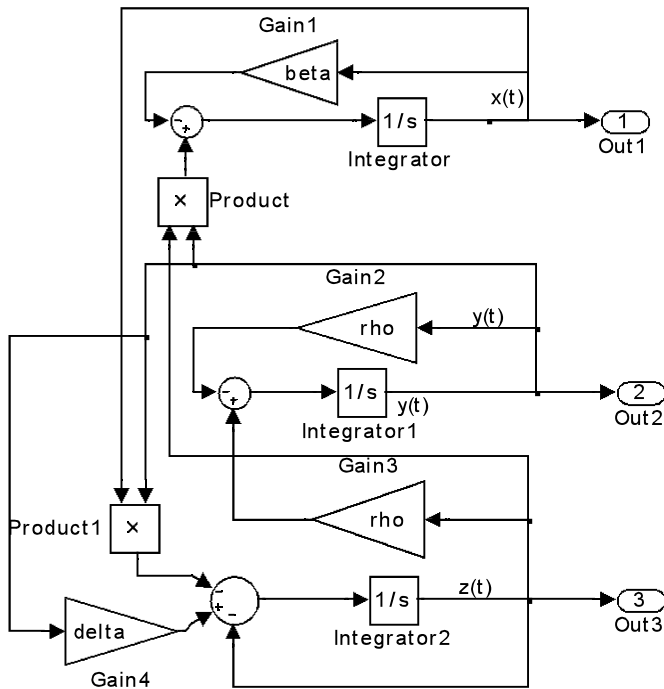 Gain1
beta
x(t)
-
+
1/s
1
Integrator
Out1
×
Product
Gain2
rho
y(t)
-
+
1/s
y(t)
2
Integrator1
Out2
Gain3
rho
Product1
×
-
+
-
1/s
z(t)
3
delta
Integrator2
Out3
Gain4